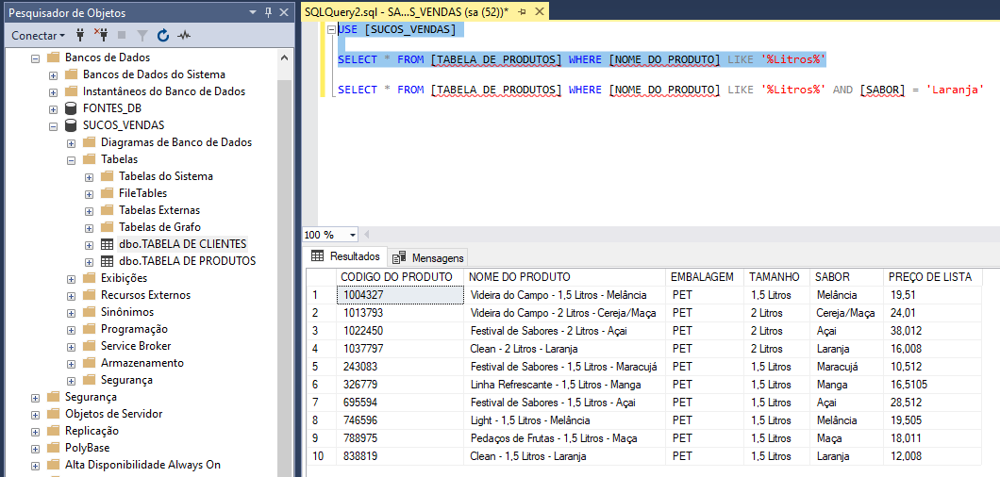 Pesquisador de Objetos
Conectar
Bancos de Dados
Bancos de Dados do Sistema
Instantâneos do Banco de Dados
FONTES_DB
SUCOS_VENDAS
Diagramas de Banco de Dados
Tabelas
Tabelas do Sistema
FileTables
Tabelas Externas
Tabelas de Grafo
dbo.TABELA DE CLIENTES
dbo.TABELA DE PRODUTOS
Exibições
Recursos Externos
Sinônimos
Programação
Service Broker
Armazenamento
Segurança
Segurança
Objetos de Servidor
Replicação
PolyBase
Alta Disponibilidade Always On
SQLQuery2.sql - SA...S_VENDAS (sa (52))*
USE [SUCOS_VENDAS]
SELECT * FROM [TABELA DE PRODUTOS] WHERE [NOME DO PRODUTO] LIKE '%Litros%'
SELECT * FROM [TABELA DE PRODUTOS] WHERE [NOME DO PRODUTO] LIKE '%Litros%' AND [SABOR] = 'Laranja'
100 %
Resultados Mensagens
CODIGO DO PRODUTO NOME DO PRODUTO EMBALAGEM TAMANHO SABOR PREÇO DE LISTA
1 1004327 Videira do Campo - 1,5 Litros - Melância PET 1,5 Litros Melância 19,51
2 1013793 Videira do Campo - 2 Litros - Cereja/Maça PET 2 Litros Cereja/Maça 24,01
3 1022450 Festival de Sabores - 2 Litros - Açai PET 2 Litros Açai 38,012
4 1037797 Clean - 2 Litros - Laranja PET 2 Litros Laranja 16,008
5 243083 Festival de Sabores - 1,5 Litros - Maracujá PET 1,5 Litros Maracujá 10,512
6 326779 Linha Refrescante - 1,5 Litros - Manga PET 1,5 Litros Manga 16,5105
7 695594 Festival de Sabores - 1,5 Litros - Açai PET 1,5 Litros Açai 28,512
8 746596 Light - 1,5 Litros - Melância PET 1,5 Litros Melância 19,505
9 788975 Pedaços de Frutas - 1,5 Litros - Maça PET 1,5 Litros Maça 18,011
10 838819 Clean - 1,5 Litros - Laranja PET 1,5 Litros Laranja 12,008